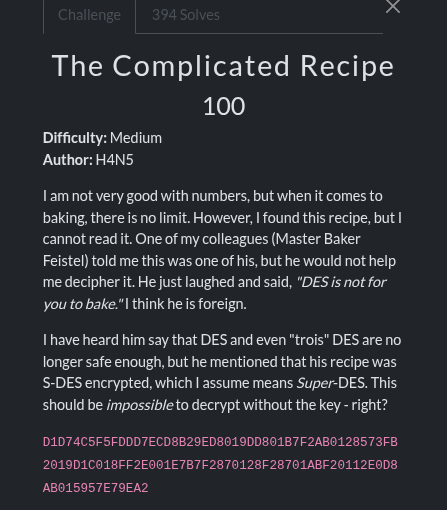 Challenge 394 Solves ×
The Complicated Recipe
100
Difficulty: Medium
Author: H4N5
I am not very good with numbers, but when it comes to
baking, there is no limit. However, I found this recipe, but I
cannot read it. One of my colleagues (Master Baker
Feistel) told me this was one of his, but he would not help
me decipher it. He just laughed and said, "DES is not for
you to bake." I think he is foreign.
I have heard him say that DES and even "trois" DES are no
longer safe enough, but he mentioned that his recipe was
S-DES encrypted, which I assume means Super-DES. This
should be impossible to decrypt without the key - right?
D1D74C5F5FDDD7ECD8B29ED8019DD801B7F2AB0128573FB
2019D1C018FF2E001E7B7F2870128F28701ABF20112E0D8
AB015957E79EA2